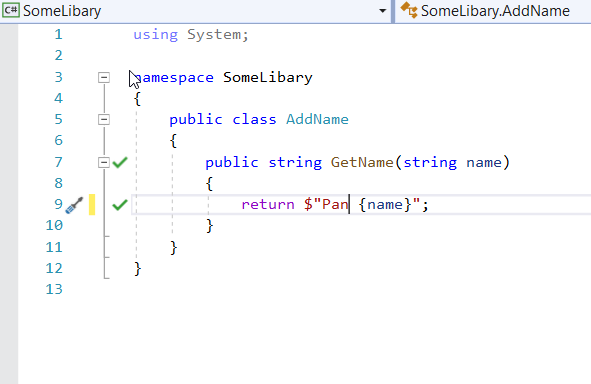 C# SomeLibary SomeLibary.AddName
1 using System;
2
3 namespace SomeLibary
4 {
5 public class AddName
6 {
7 public string GetName(string name)
8 {
9 return $"Pan {name}";
10 }
11 }
12 }
13